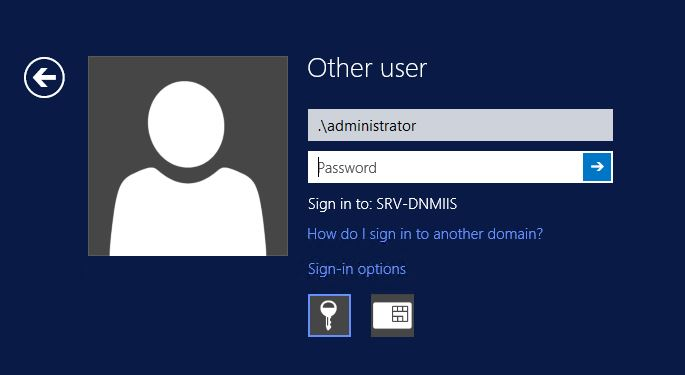 Other user
.\administrator
Password
Sign in to: SRV-DNMIIS
How do I sign in to another domain?
Sign-in options